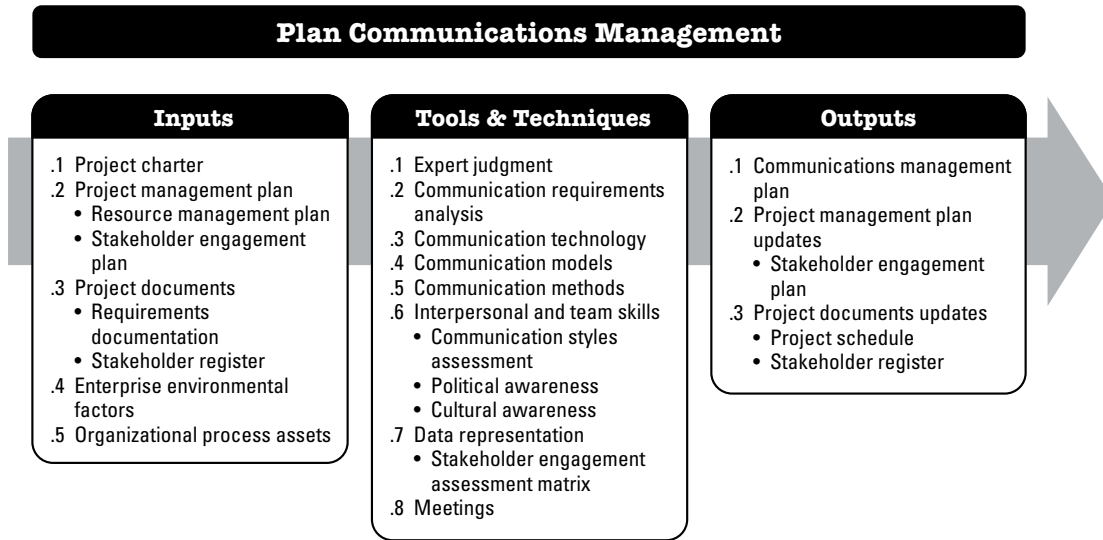 Plan Communications Management
Inputs
.1 Project charter
.2 Project management plan
• Resource management plan
• Stakeholder engagement
plan
.3 Project documents
• Requirements
documentation
• Stakeholder register
.4 Enterprise environmental
factors
.5 Organizational process assets
Tools & Techniques
.1 Expert judgment
.2 Communication requirements
analysis
.3 Communication technology
.4 Communication models
.5 Communication methods
.6 Interpersonal and team skills
• Communication styles
assessment
• Political awareness
• Cultural awareness
.7 Data representation
• Stakeholder engagement
assessment matrix
.8 Meetings
Outputs
.1 Communications management
plan
.2 Project management plan
updates
• Stakeholder engagement
plan
.3 Project documents updates
• Project schedule
• Stakeholder register